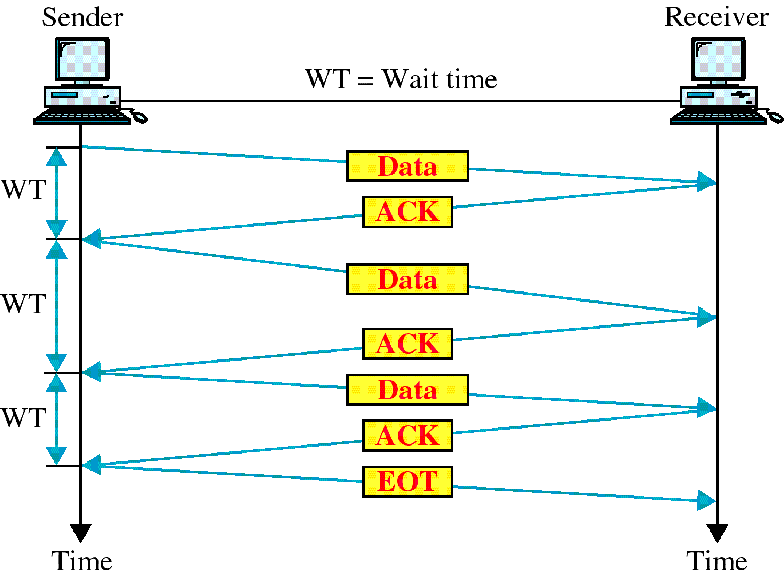 Sender
Receiver
WT = Wait time
Data
WT
ACK
Data
WT
ACK
Data
WT
ACK
EOT
Time
Time